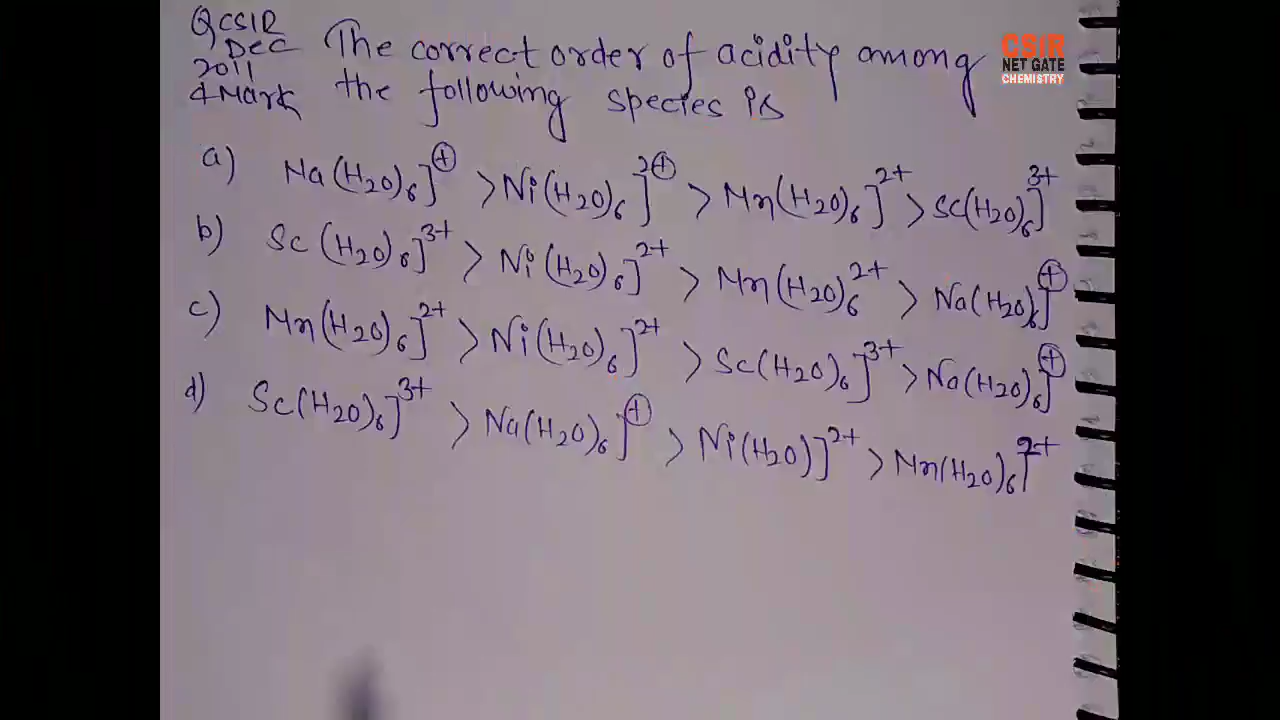 QCSIR
Dec
2011
4 Mark
The correct order of acidity among
the following species is
CSIR
NET GATE
CHEMISTRY
a) Na(H2O)6]⊕ > Ni(H2O)6]2⊕ > Mn(H2O)6]2+ > Sc(H2O)6]3+
b) Sc(H2O)6]3+ > Ni(H2O)6]2+ > Mn(H2O)6 2+ > Na(H2O)6]⊕
c) Mn(H2O)6]2+ > Ni(H2O)6]2+ > Sc(H2O)6]3+ > Na(H2O)6]⊕
d) Sc(H2O)6]3+ > Na(H2O)6]⊕ > Ni(H2O)]2+ > Mn(H2O)6]2+